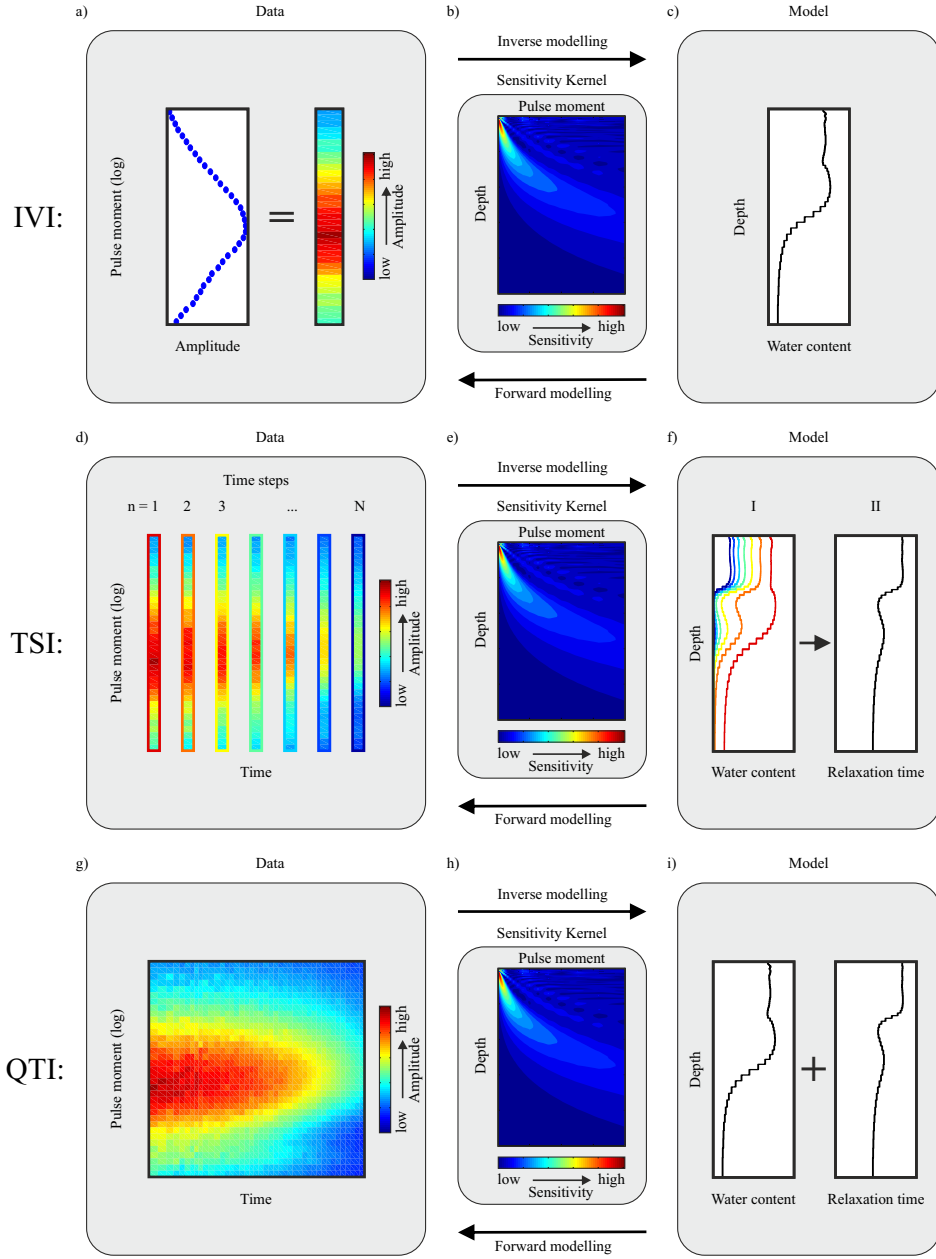 a)
Data
b)
c)
Model
Inverse modelling
Sensitivity Kernel
Pulse moment
IVI:
Pulse moment (log)
=
low
high
Amplitude
Amplitude
Depth
low
high
Sensitivity
Depth
Water content
Forward modelling
d)
Data
e)
f)
Model
Inverse modelling
Time steps
Sensitivity Kernel
n = 1 2 3 ... N
I II
Pulse moment
TSI:
Pulse moment (log)
low
high
Amplitude
Time
Depth
low
high
Sensitivity
Depth
Water content
Relaxation time
Forward modelling
g)
Data
h)
i)
Model
Inverse modelling
Sensitivity Kernel
Pulse moment
QTI:
Pulse moment (log)
low
high
Amplitude
Time
Depth
low
high
Sensitivity
Depth
+
Water content
Relaxation time
Forward modelling